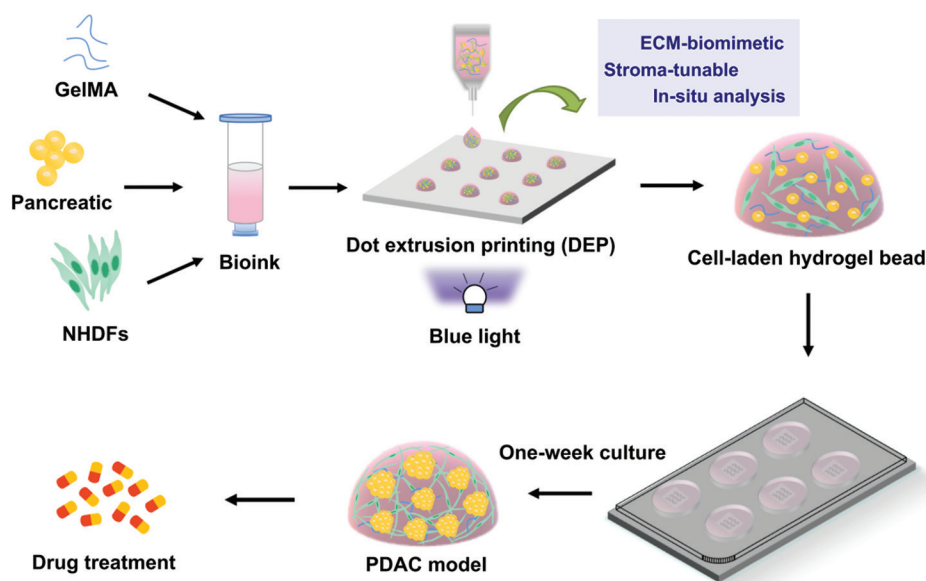 GelMA
Pancreatic
NHDFs
Bioink
ECM-biomimetic
Stroma-tunable
In-situ analysis
Dot extrusion printing (DEP)
Blue light
Cell-laden hydrogel bead
One-week culture
PDAC model
Drug treatment